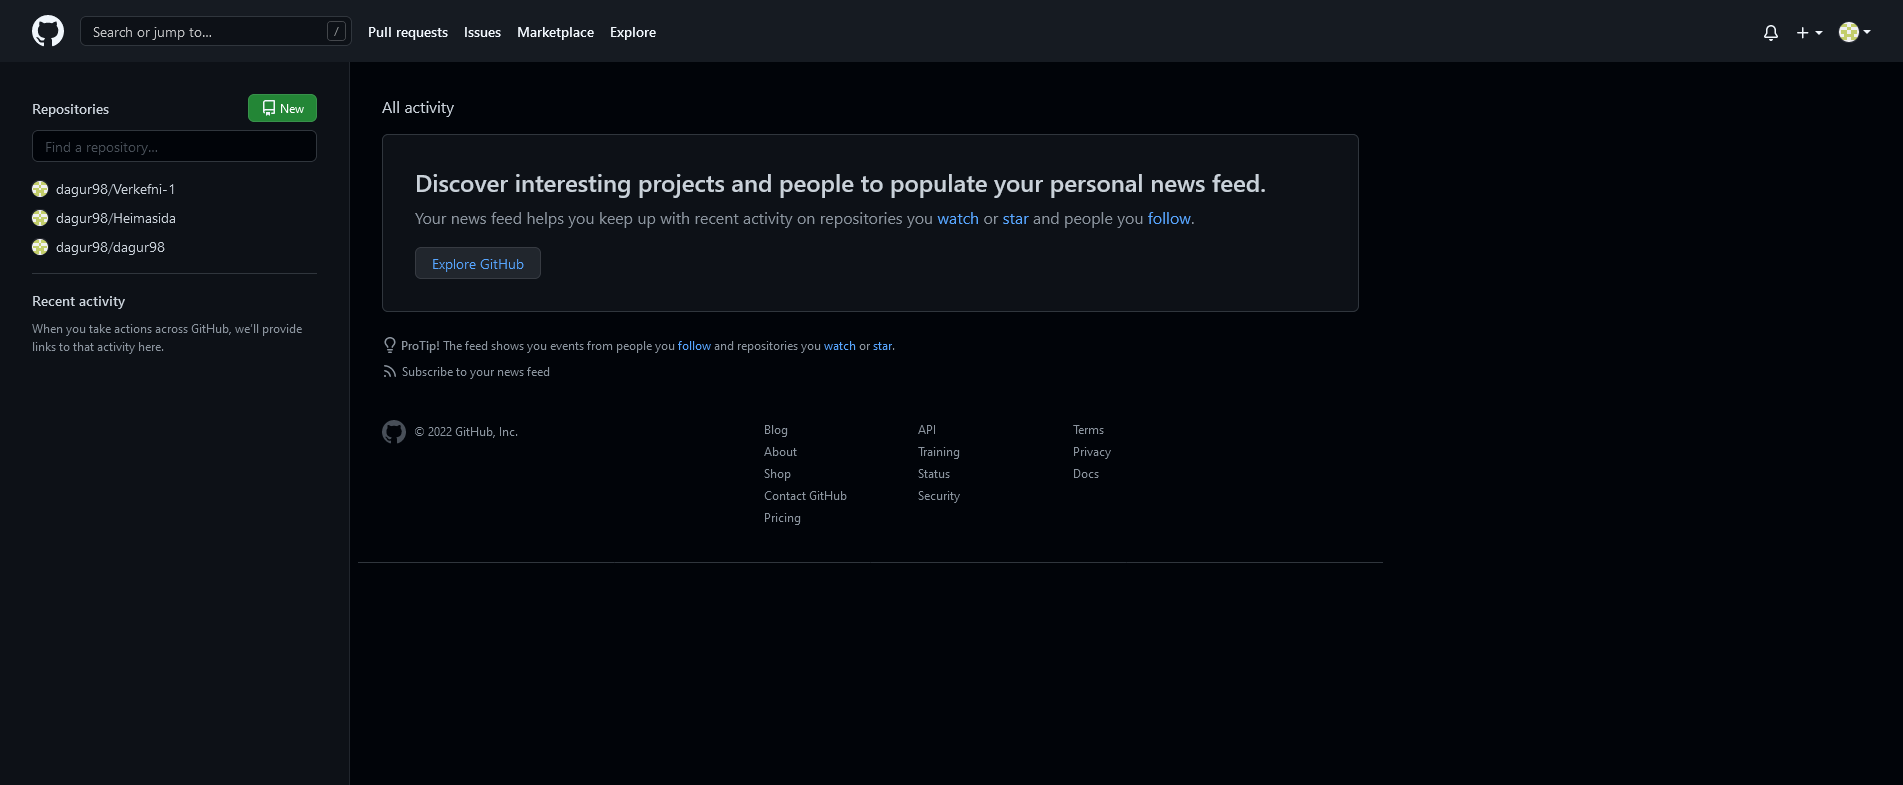 Search or jump to...
/
Pull requests
Issues
Marketplace
Explore
Repositories
New
Find a repository...
dagur98/Verkefni-1
dagur98/Heimasida
dagur98/dagur98
Recent activity
When you take actions across GitHub, we'll provide
links to that activity here.
All activity
Discover interesting projects and people to populate your personal news feed.
Your news feed helps you keep up with recent activity on repositories you watch or star and people you follow.
Explore GitHub
ProTip! The feed shows you events from people you follow and repositories you watch or star.
Subscribe to your news feed
© 2022 GitHub, Inc.
Blog
About
Shop
Contact GitHub
Pricing
API
Training
Status
Security
Terms
Privacy
Docs